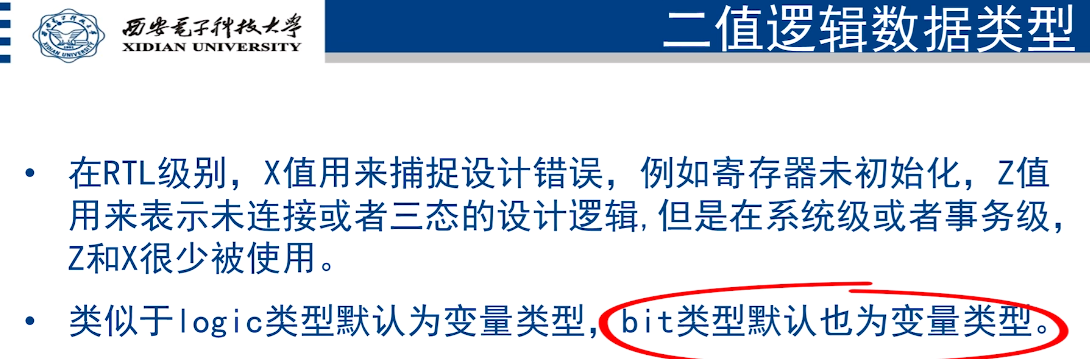 西安电子科技大学
XIDIAN UNIVERSITY
二值逻辑数据类型
• 在RTL级别，X值用来捕捉设计错误，例如寄存器未初始化，Z值
用来表示未连接或者三态的设计逻辑,但是在系统级或者事务级，
Z和X很少被使用。
• 类似于logic类型默认为变量类型，bit类型默认也为变量类型。